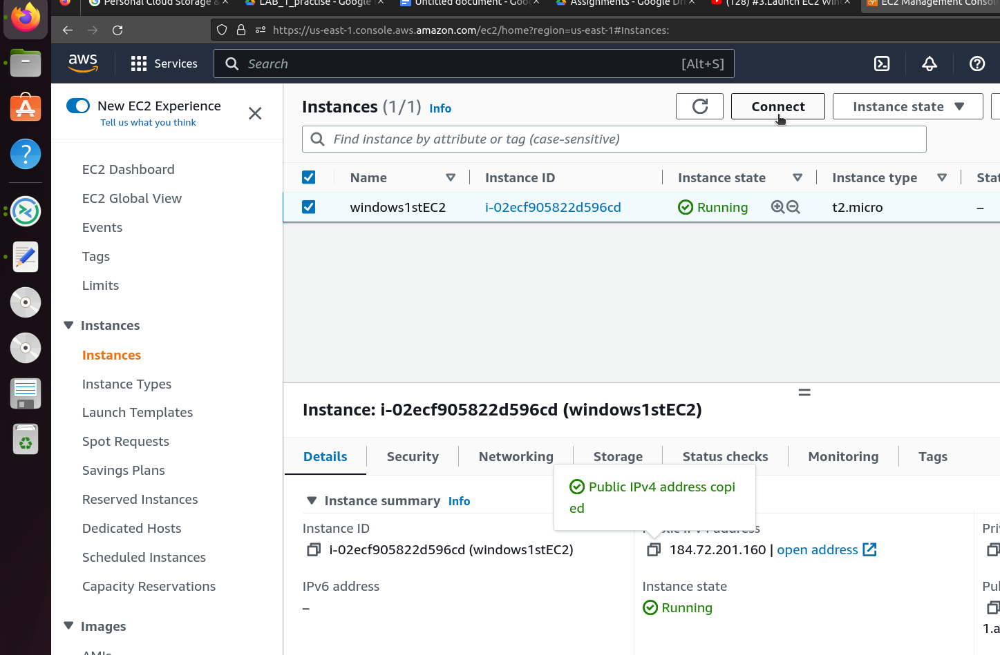 Personal Cloud Storage &
LAB_1_practise - Google
Untitled document - Goo
Assignments - Google Dri
(128) #3.Launch EC2 Win
EC2 Management Conso
https://us-east-1.console.aws.amazon.com/ec2/home?region=us-east-1#Instances:
aws
Services
Search
[Alt+S]
New EC2 Experience
Tell us what you think
EC2 Dashboard
EC2 Global View
Events
Tags
Limits
Instances
Instances
Instance Types
Launch Templates
Spot Requests
Savings Plans
Reserved Instances
Dedicated Hosts
Scheduled Instances
Capacity Reservations
Images
AMIs
Instances (1/1) Info
Connect
Instance state
Find instance by attribute or tag (case-sensitive)
Name Instance ID Instance state Instance type Stat
windows1stEC2 i-02ecf905822d596cd Running t2.micro –
Instance: i-02ecf905822d596cd (windows1stEC2)
Details Security Networking Storage Status checks Monitoring Tags
Public IPv4 address copi
ed
Instance summary Info
Instance ID
i-02ecf905822d596cd (windows1stEC2)
Public IPv4 address
184.72.201.160 | open address
Pri
IPv6 address
–
Instance state
Running
Pul
1.a